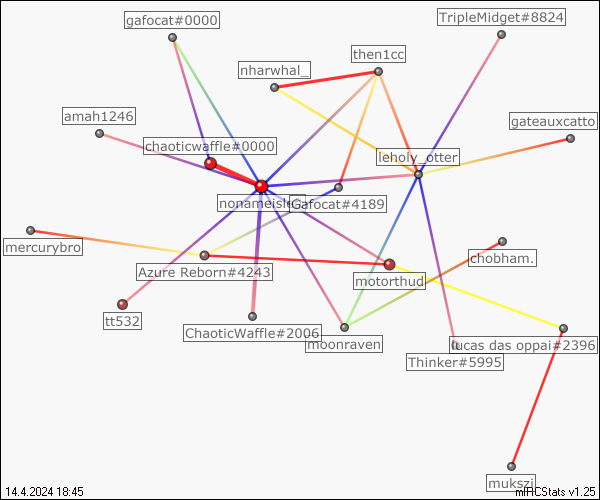 gafocat#0000
TripleMidget#8824
then1cc
nharwhal_
amah1246
gateauxcatto
chaoticwaffle#0000
leholy_otter
Gafocat#4189
mercurybro
chobham.
Azure Reborn#4243
motorthud
tt532
ChaoticWaffle#2006
moonraven
lucas das oppai#2396
Thinker#5995
mukszi
14.4.2024 18:45
mIRCStats v1.25